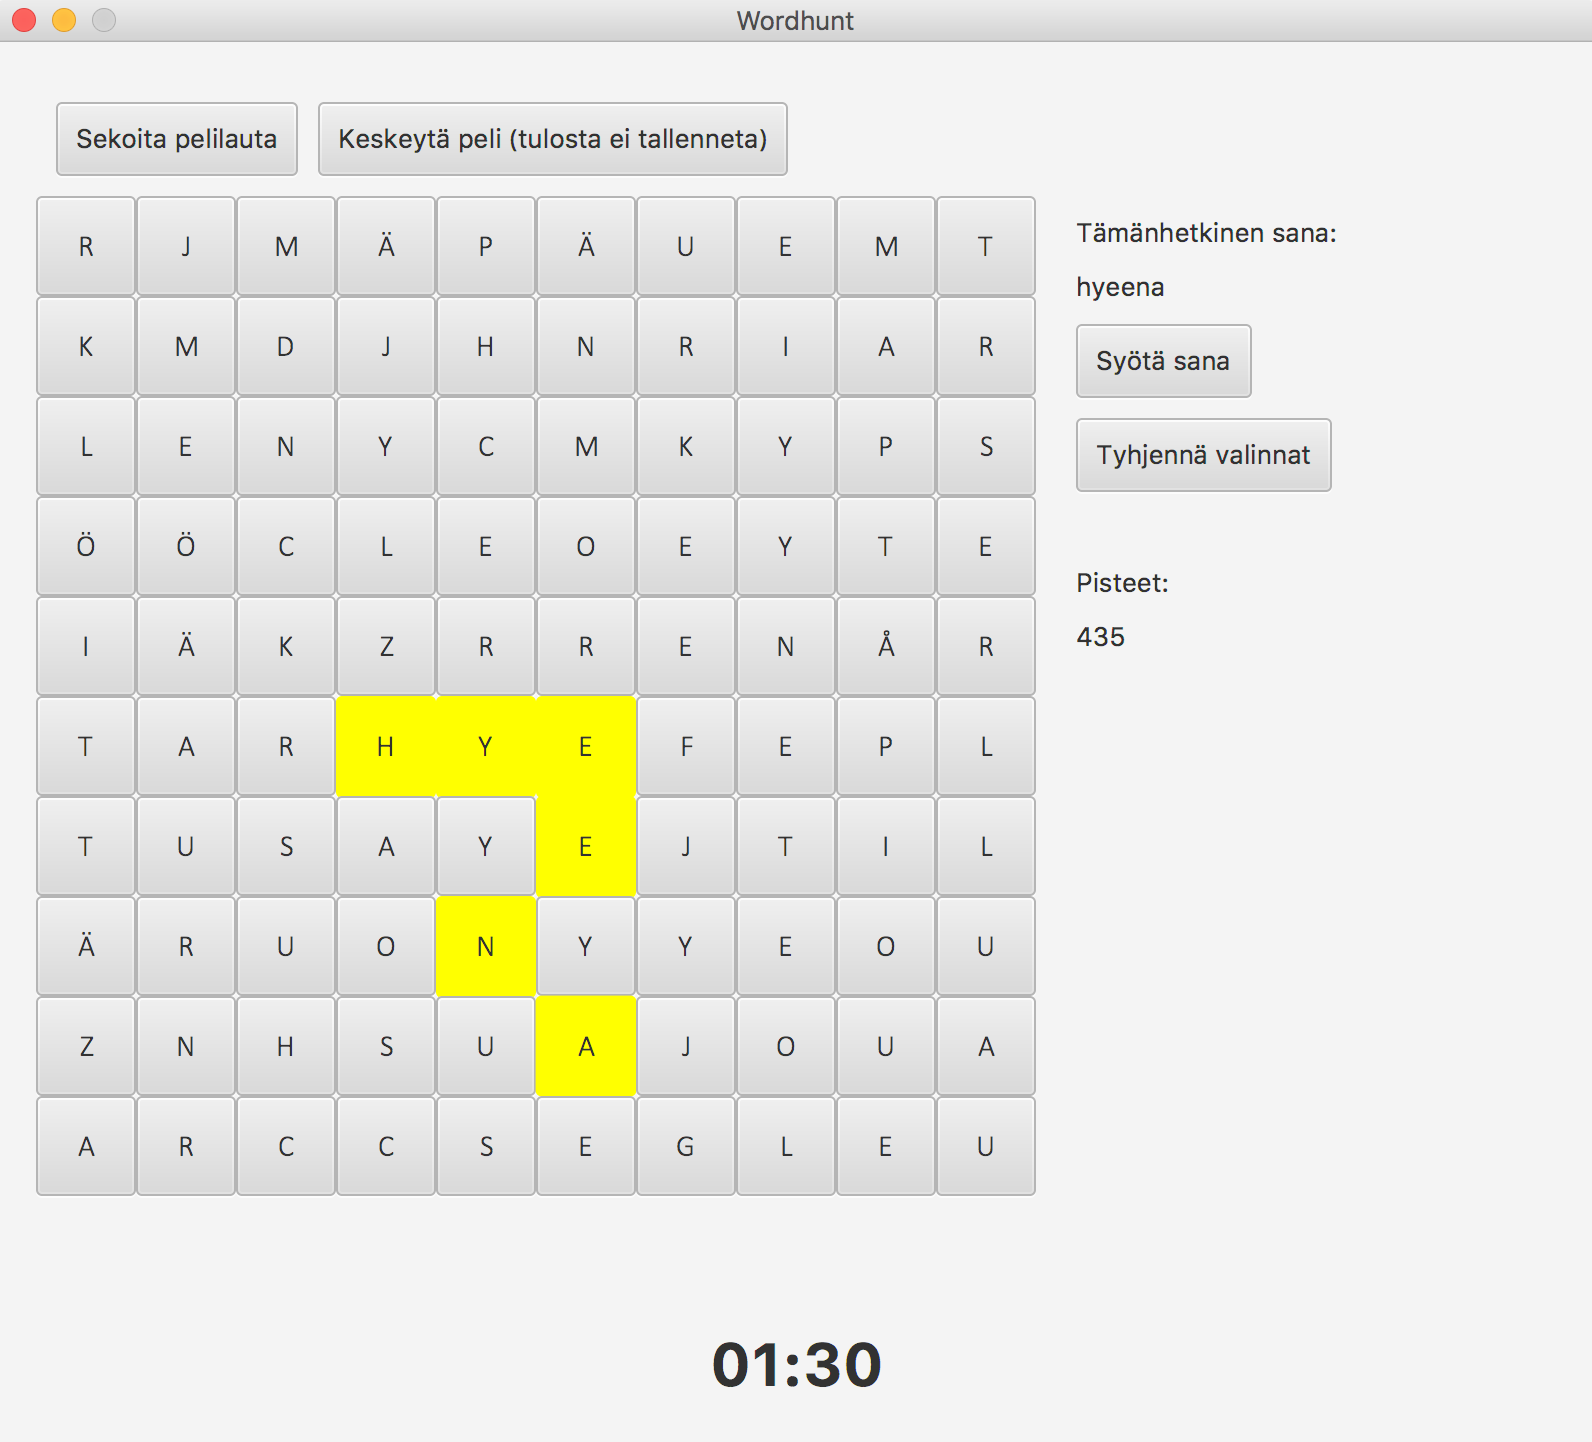 Wordhunt
Sekoita pelilauta Keskeytä peli (tulosta ei tallenneta)
R J M Ä P Ä U E M T
K M D J H N R I A R
L E N Y C M K Y P S
Ö Ö C L E O E Y T E
I Ä K Z R R E N Å R
T A R H Y E F E P L
T U S A Y E J T I L
Ä R U O N Y Y E O U
Z N H S U A J O U A
A R C C S E G L E U
Tämänhetkinen sana:
hyeena
Syötä sana
Tyhjennä valinnat
Pisteet:
435
01:30